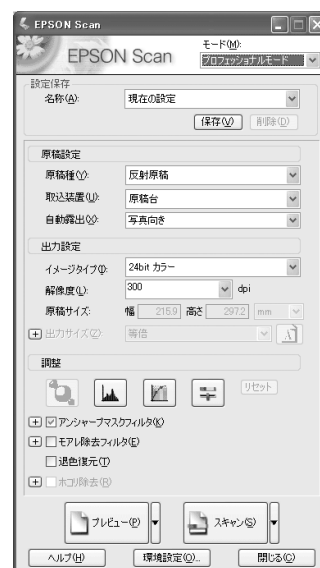 EPSON Scan
EPSON Scan
モード(M):
プロフェッショナルモード
設定保存
名称(A): 現在の設定
保存(V) 削除(D)
原稿設定
原稿種(Y): 反射原稿
取込装置(U): 原稿台
自動露出(X): 写真向き
出力設定
イメージタイプ(I): 24bit カラー
解像度(L): 300 dpi
原稿サイズ: 幅 215.9 高さ 297.2 mm
出力サイズ(Z): 等倍
調整
リセット
アンシャープマスクフィルタ(K)
モアレ除去フィルタ(E)
退色復元(T)
ホコリ除去(R)
プレビュー(P) スキャン(S)
ヘルプ(H) 環境設定(O)... 閉じる(C)